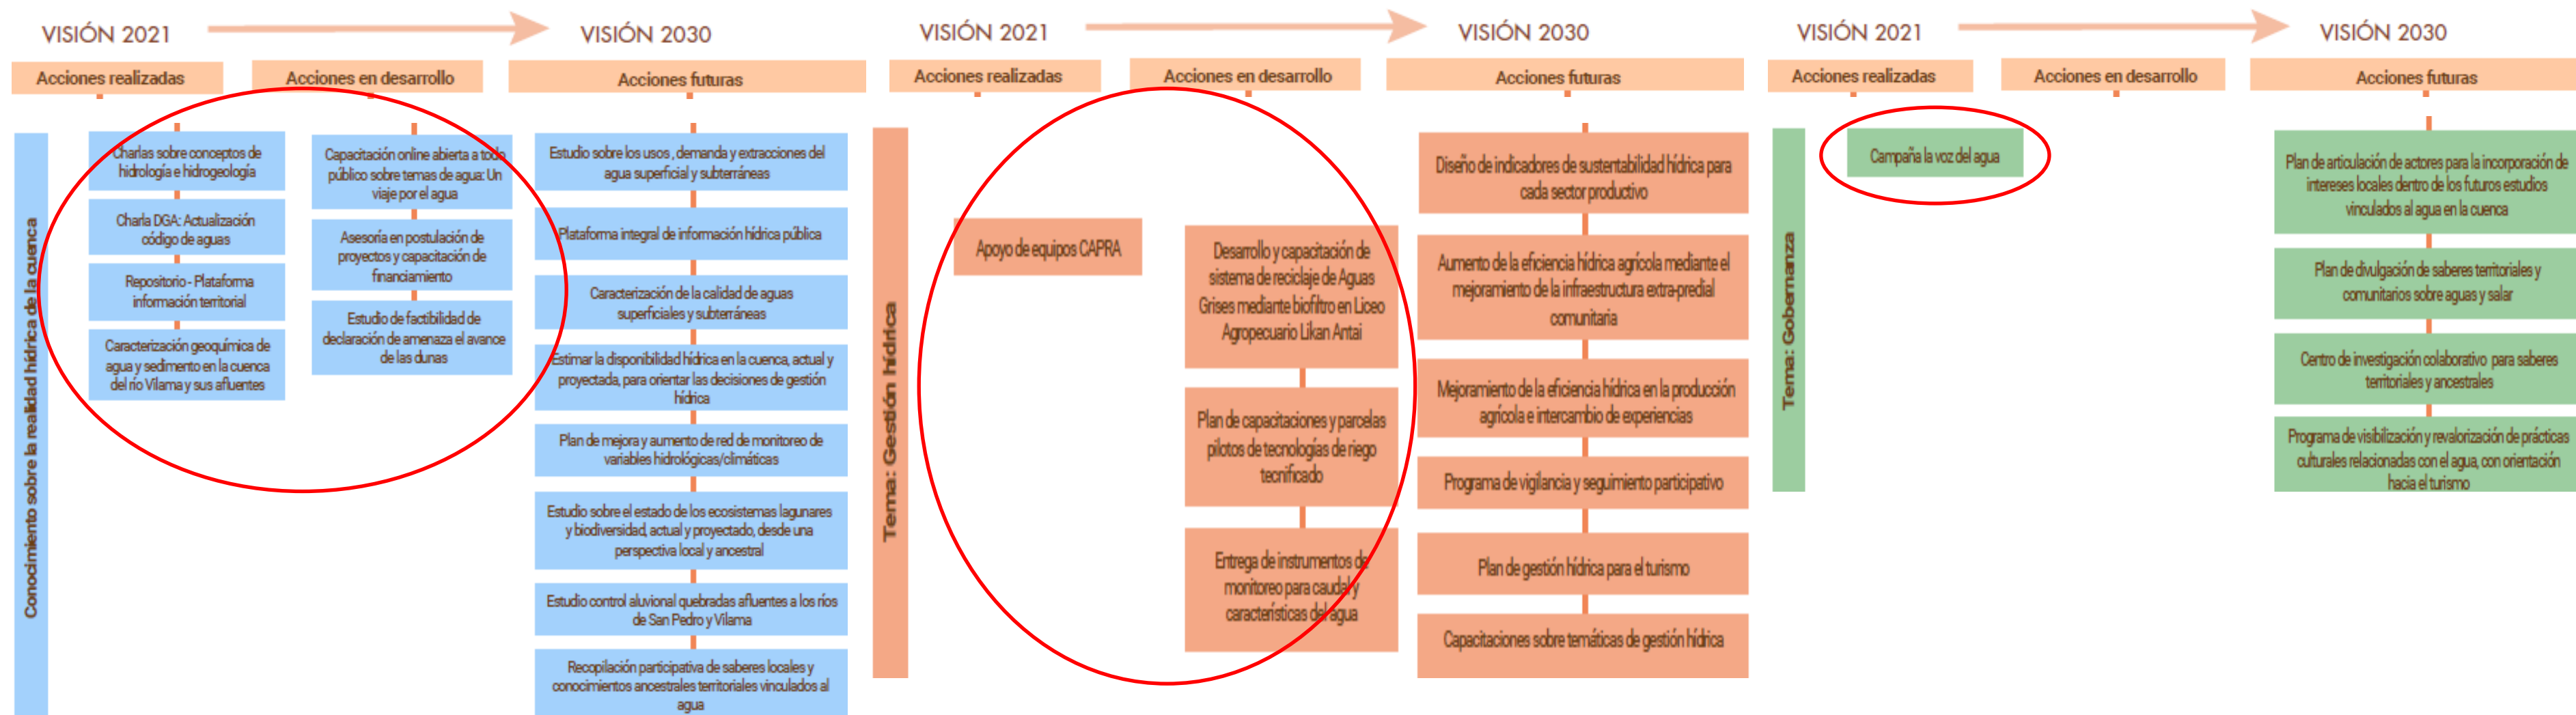 VISIÓN 2021
VISIÓN 2030
Acciones realizadas
Acciones en desarrollo
Acciones futuras
Conocimiento sobre la realidad hídrica de la cuenca
Charlas sobre conceptos de
hidrología e hidrogeología
Charla DGA: Actualización
código de aguas
Repositorio - Plataforma
información territorial
Caracterización geoquímica de
agua y sedimento en la cuenca
del río Vilama y sus afluentes
Capacitación online abierta a todo
público sobre temas de agua: Un
viaje por el agua
Asesoría en postulación de
proyectos y capacitación de
financiamiento
Estudio de factibilidad de
declaración de amenaza el avance
de las dunas
Estudio sobre los usos , demanda y extracciones del
agua superficial y subterráneas
Plataforma integral de información hídrica pública
Caracterización de la calidad de aguas
superficiales y subterráneas
Estimar la disponibilidad hídrica en la cuenca, actual y
proyectada, para orientar las decisiones de gestión
hídrica
Plan de mejora y aumento de red de monitoreo de
variables hidrológicas/climáticas
Estudio sobre el estado de los ecosistemas lagunares
y biodiversidad, actual y proyectado, desde una
perspectiva local y ancestral
Estudio control aluvional quebradas afluentes a los ríos
de San Pedro y Vilama
Recopilación participativa de saberes locales y
conocimientos ancestrales territoriales vinculados al
agua
VISIÓN 2021
VISIÓN 2030
Acciones realizadas
Acciones en desarrollo
Acciones futuras
Tema: Gestión hídrica
Apoyo de equipos CAPRA
Desarrollo y capacitación de
sistema de reciclaje de Aguas
Grises mediante biofiltro en Liceo
Agropecuario Likan Antai
Plan de capacitaciones y parcelas
pilotos de tecnologías de riego
tecnificado
Entrega de instrumentos de
monitoreo para caudal y
características del agua
Diseño de indicadores de sustentabilidad hídrica para
cada sector productivo
Aumento de la eficiencia hídrica agrícola mediante el
mejoramiento de la infraestructura extra-predial
comunitaria
Mejoramiento de la eficiencia hídrica en la producción
agrícola e intercambio de experiencias
Programa de vigilancia y seguimiento participativo
Plan de gestión hídrica para el turismo
Capacitaciones sobre temáticas de gestión hídrica
VISIÓN 2021
VISIÓN 2030
Acciones realizadas
Acciones en desarrollo
Acciones futuras
Tema: Gobernanza
Campaña la voz del agua
Plan de articulación de actores para la incorporación de
intereses locales dentro de los futuros estudios
vinculados al agua en la cuenca
Plan de divulgación de saberes territoriales y
comunitarios sobre aguas y salar
Centro de investigación colaborativo para saberes
territoriales y ancestrales
Programa de visibilización y revalorización de prácticas
culturales relacionadas con el agua, con orientación
hacia el turismo